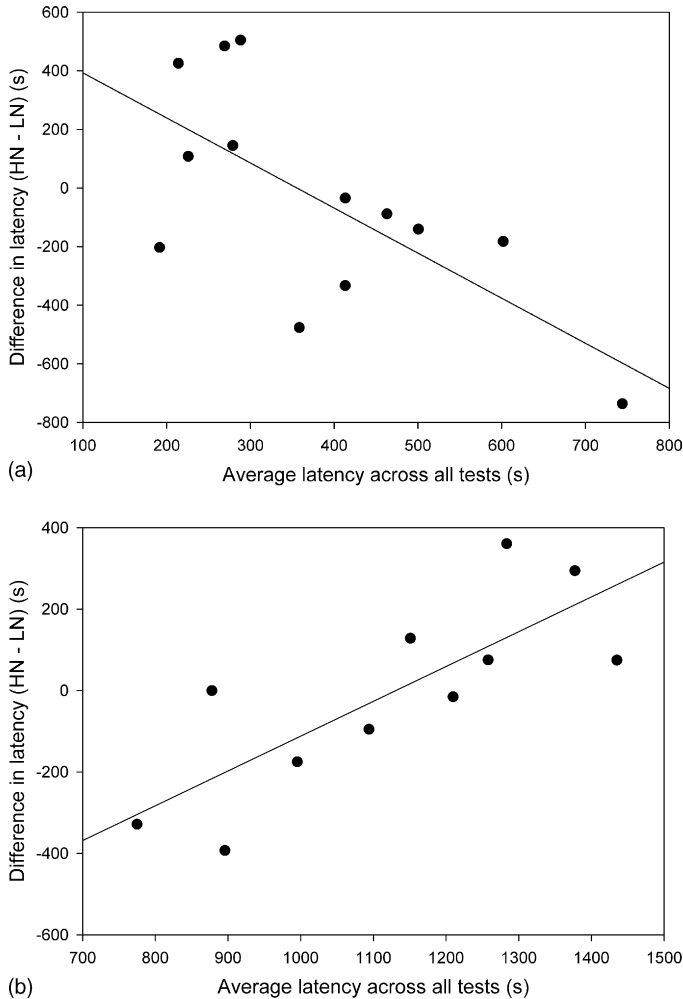 600
400
200
0
-200
-400
-600
-800
Difference in latency (HN - LN) (s)
100 200 300 400 500 600 700 800
Average latency across all tests (s)
(a)
400
200
0
-200
-400
-600
Difference in latency (HN - LN) (s)
700 800 900 1000 1100 1200 1300 1400 1500
Average latency across all tests (s)
(b)